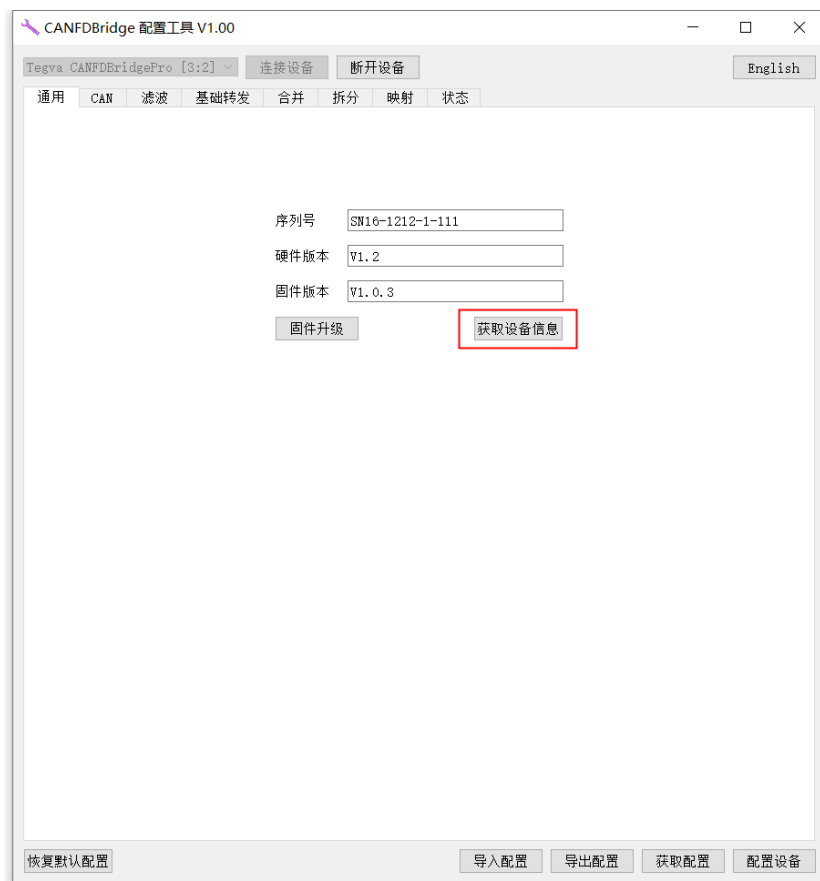 CANFDBridge 配置工具 V1.00
Tegva CANFDBridgePro [3:2] 连接设备 断开设备 English
通用 CAN 滤波 基础转发 合并 拆分 映射 状态
序列号 SN16-1212-1-111
硬件版本 V1.2
固件版本 V1.0.3
固件升级 获取设备信息
恢复默认配置 导入配置 导出配置 获取配置 配置设备